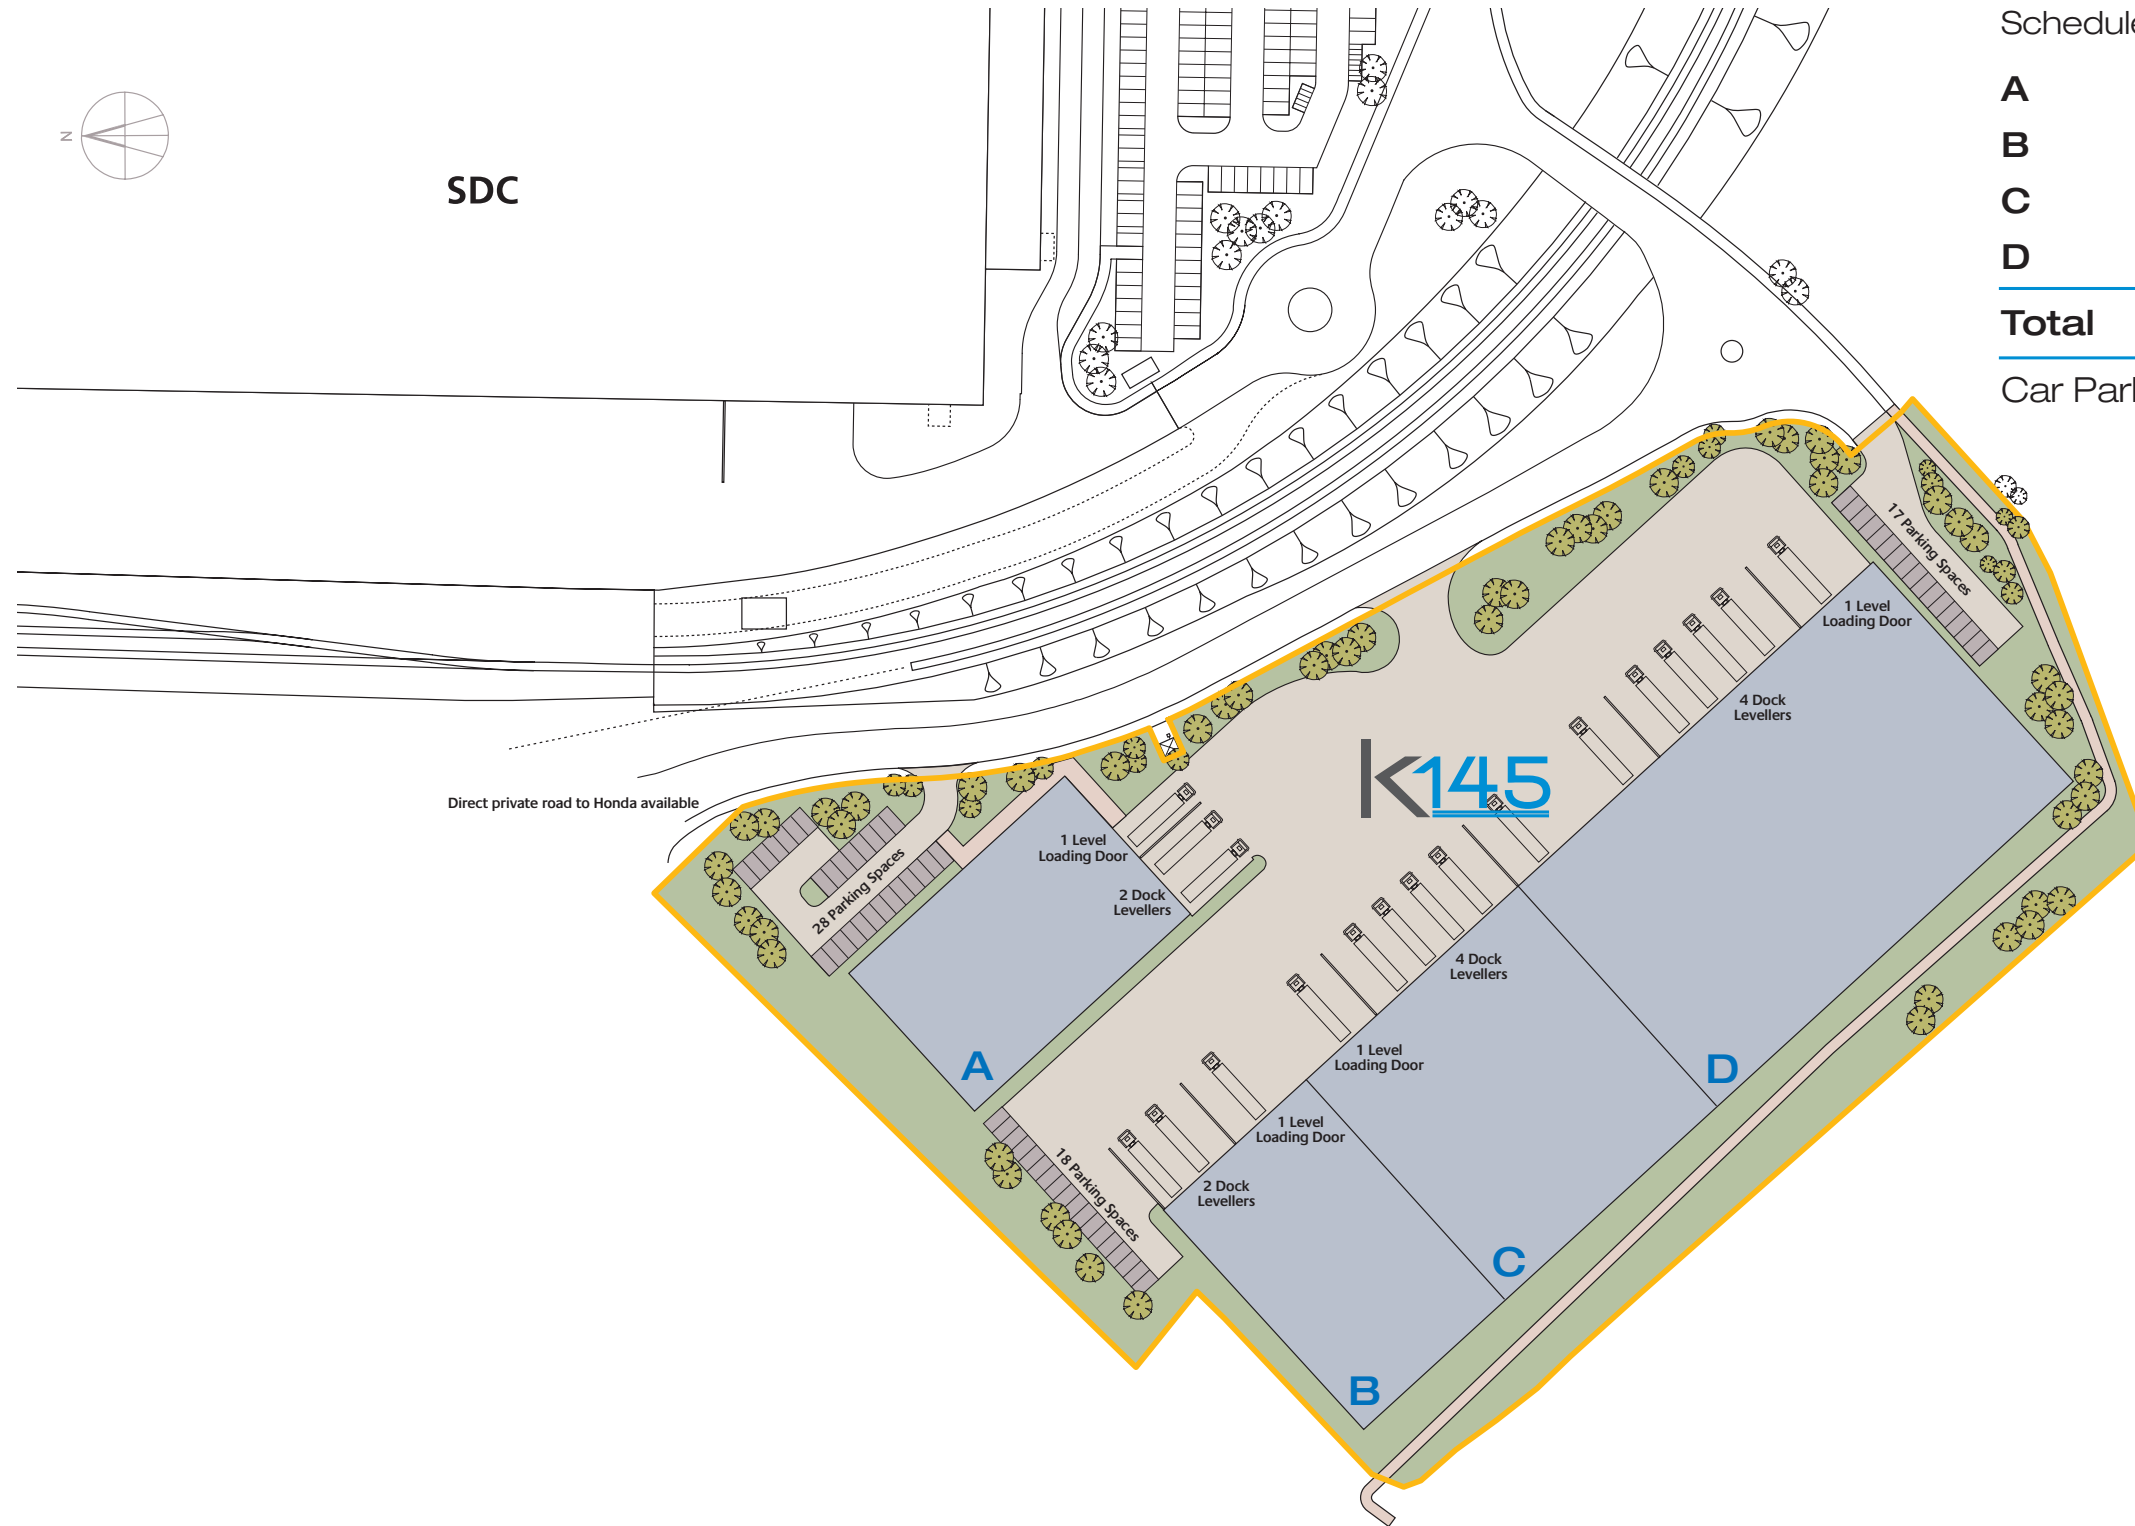 Schedule
A
B
C
D
Total
Car Park
N
SDC
Direct private road to Honda available
17 Parking Spaces
1 Level
Loading Door
4 Dock
Levellers
k145
1 Level
Loading Door
2 Dock
Levellers
28 Parking Spaces
4 Dock
Levellers
1 Level
Loading Door
A
D
1 Level
Loading Door
18 Parking Spaces
2 Dock
Levellers
C
B